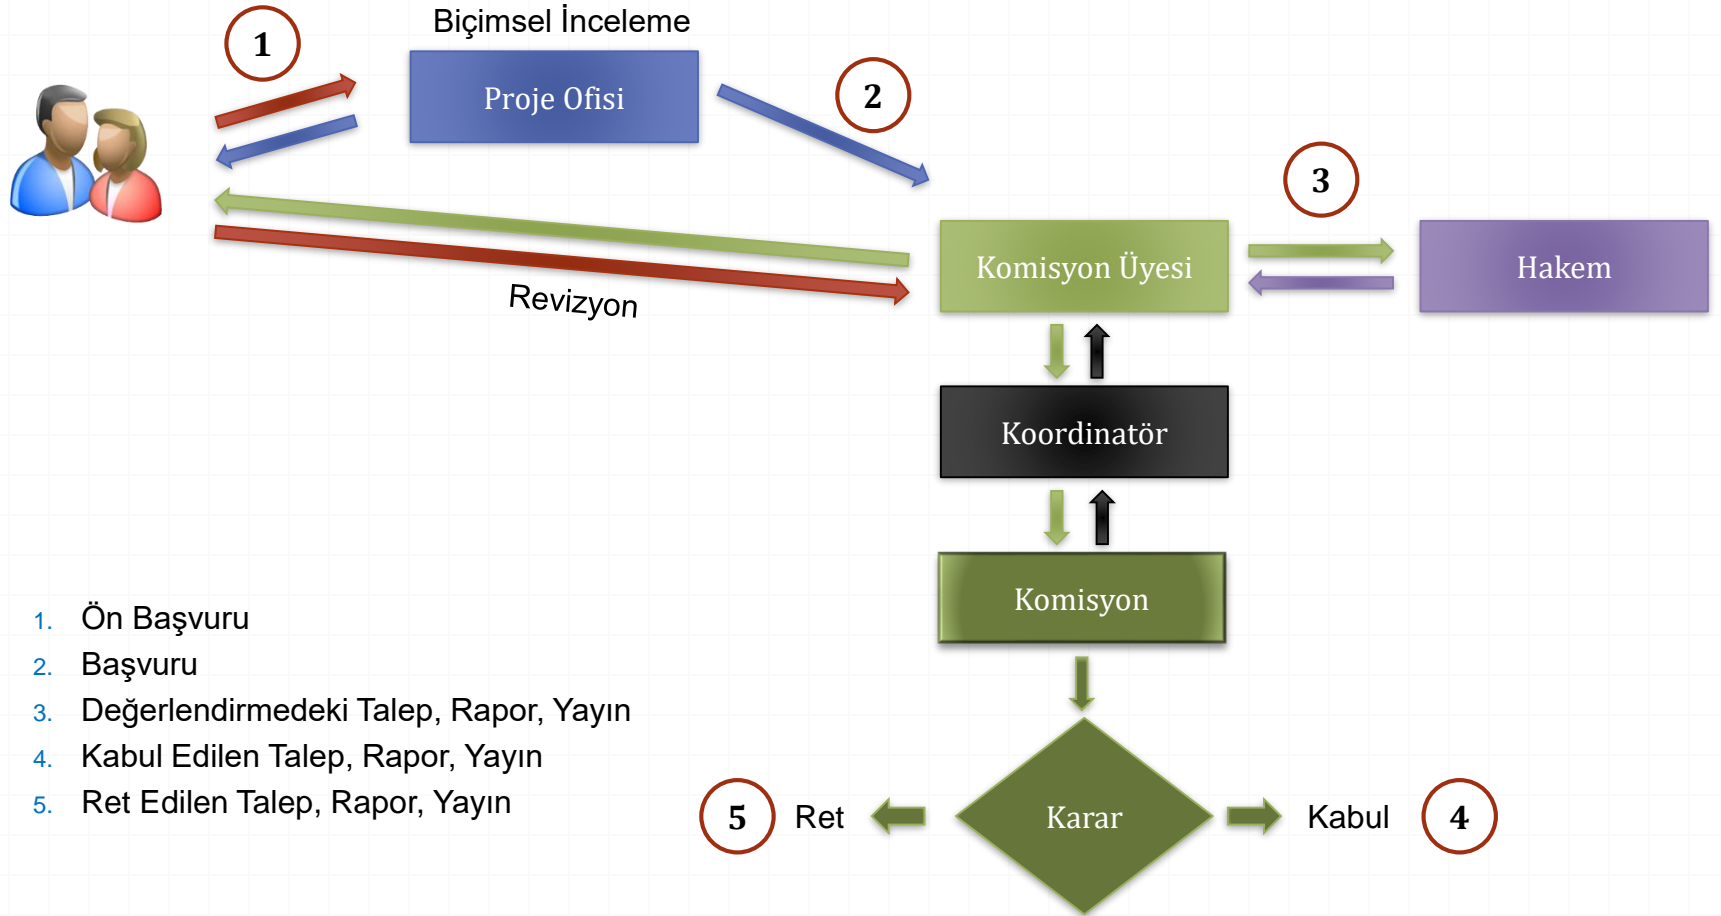 Biçimsel İnceleme
1
Proje Ofisi
2
3
Komisyon Üyesi
Hakem
Revizyon
Koordinatör
Komisyon
1. Ön Başvuru
2. Başvuru
3. Değerlendirmedeki Talep, Rapor, Yayın
4. Kabul Edilen Talep, Rapor, Yayın
5. Ret Edilen Talep, Rapor, Yayın
5
Ret
Karar
Kabul
4